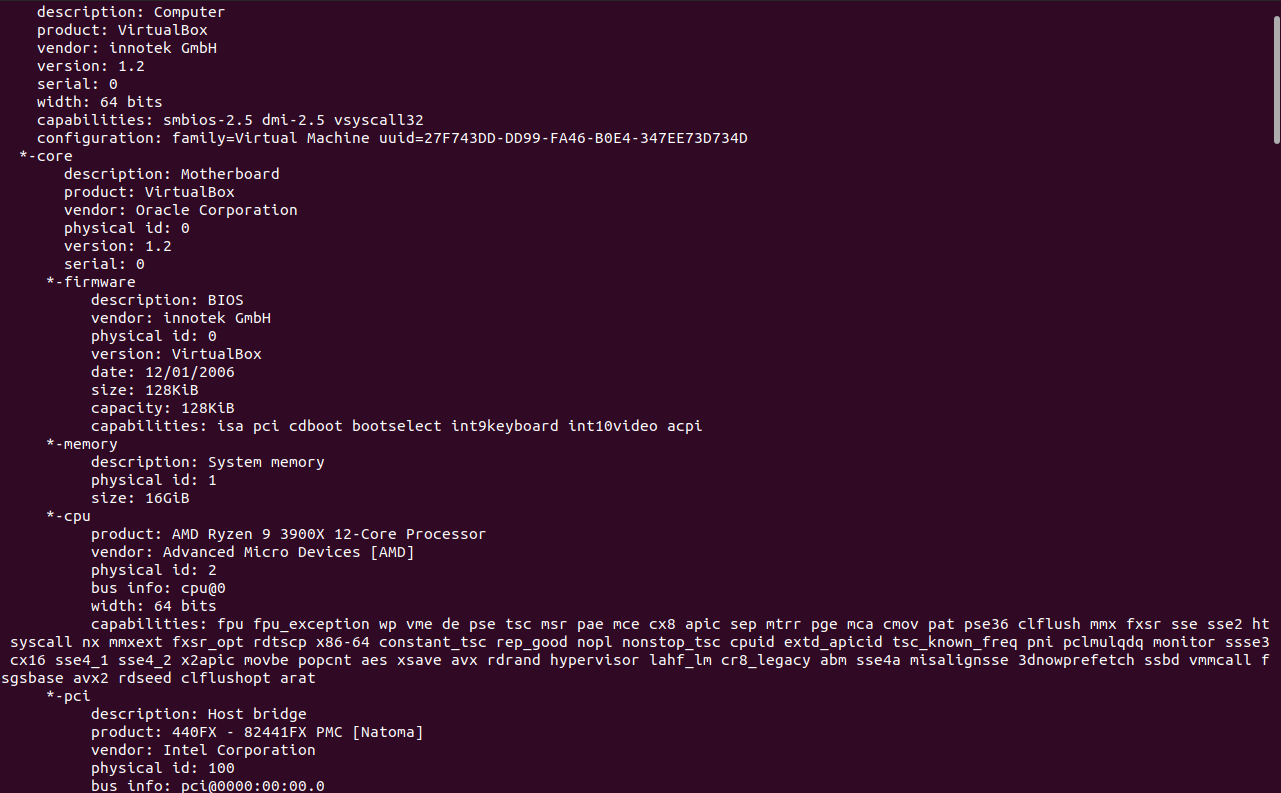 description: Computer
product: VirtualBox
vendor: innotek GmbH
version: 1.2
serial: 0
width: 64 bits
capabilities: smbios-2.5 dmi-2.5 vsyscall32
configuration: family=Virtual Machine uuid=27F743DD-DD99-FA46-B0E4-347EE73D734D
*-core
description: Motherboard
product: VirtualBox
vendor: Oracle Corporation
physical id: 0
version: 1.2
serial: 0
*-firmware
description: BIOS
vendor: innotek GmbH
physical id: 0
version: VirtualBox
date: 12/01/2006
size: 128KiB
capacity: 128KiB
capabilities: isa pci cdboot bootselect int9keyboard int10video acpi
*-memory
description: System memory
physical id: 1
size: 16GiB
*-cpu
product: AMD Ryzen 9 3900X 12-Core Processor
vendor: Advanced Micro Devices [AMD]
physical id: 2
bus info: cpu@0
width: 64 bits
capabilities: fpu fpu_exception wp vme de pse tsc msr pae mce cx8 apic sep mtrr pge mca cmov pat pse36 clflush mmx fxsr sse sse2 ht
syscall nx mmxext fxsr_opt rdtscp x86-64 constant_tsc rep_good nopl nonstop_tsc cpuid extd_apicid tsc_known_freq pni pclmulqdq monitor ssse3
cx16 sse4_1 sse4_2 x2apic movbe popcnt aes xsave avx rdrand hypervisor lahf_lm cr8_legacy abm sse4a misalignsse 3dnowprefetch ssbd vmmcall f
sgsbase avx2 rdseed clflushopt arat
*-pci
description: Host bridge
product: 440FX - 82441FX PMC [Natoma]
vendor: Intel Corporation
physical id: 100
bus info: pci@0000:00:00.0